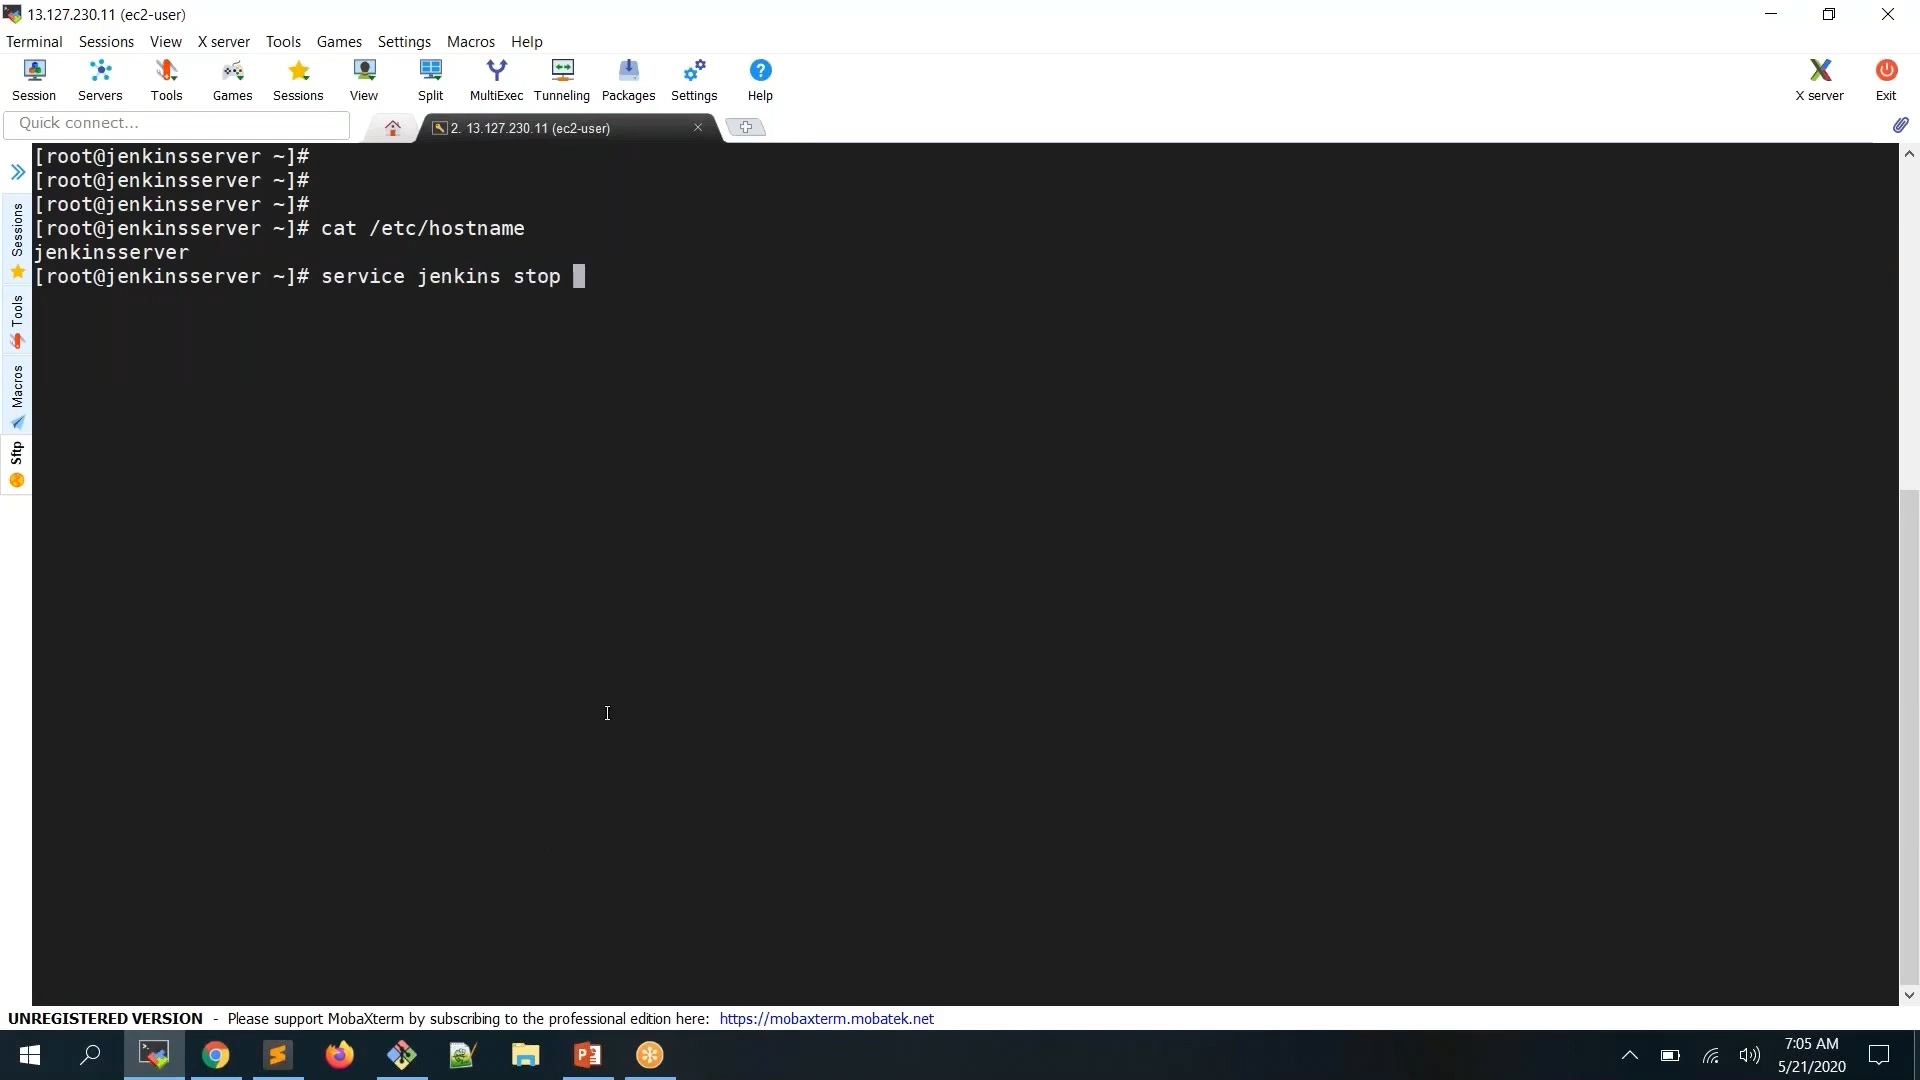 13.127.230.11 (ec2-user)
Terminal Sessions View X server Tools Games Settings Macros Help
Session Servers Tools Games Sessions View Split MultiExec Tunneling Packages Settings Help X server Exit
Quick connect...
2. 13.127.230.11 (ec2-user)
[root@jenkinsserver ~]#
[root@jenkinsserver ~]#
[root@jenkinsserver ~]#
[root@jenkinsserver ~]# cat /etc/hostname
jenkinsserver
[root@jenkinsserver ~]# service jenkins stop
Sessions
Tools
Macros
Sftp
UNREGISTERED VERSION - Please support MobaXterm by subscribing to the professional edition here: https://mobaxterm.mobatek.net
7:05 AM
5/21/2020